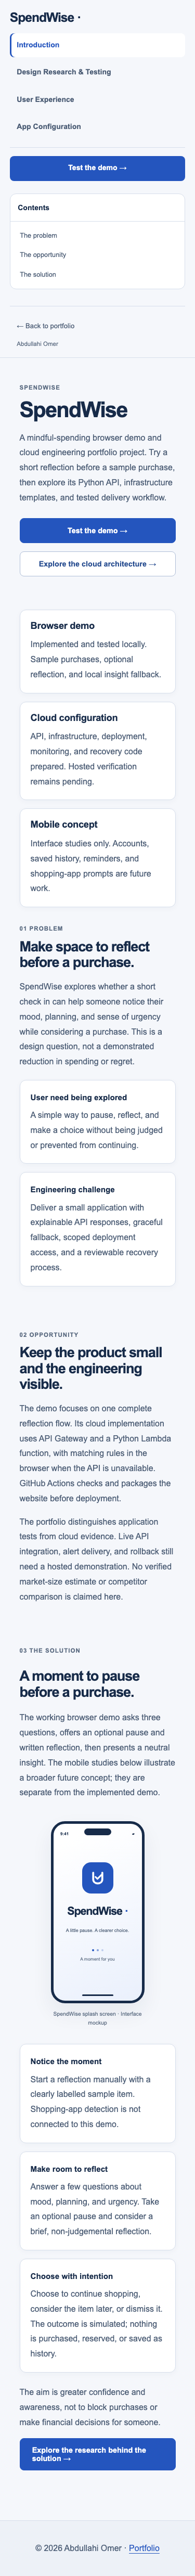 SpendWise ·
Introduction
Design Research & Testing
User Experience
App Configuration
Test the demo →
Contents
The problem
The opportunity
The solution
← Back to portfolio
Abdullahi Omer
SPENDWISE
SpendWise
A mindful-spending browser demo and
cloud engineering portfolio project. Try a
short reflection before a sample purchase,
then explore its Python API, infrastructure
templates, and tested delivery workflow.
Test the demo →
Explore the cloud architecture →
Browser demo
Implemented and tested locally.
Sample purchases, optional
reflection, and local insight fallback.
Cloud configuration
API, infrastructure, deployment,
monitoring, and recovery code
prepared. Hosted verification
remains pending.
Mobile concept
Interface studies only. Accounts,
saved history, reminders, and
shopping-app prompts are future
work.
01 PROBLEM
Make space to reflect
before a purchase.
SpendWise explores whether a short
check in can help someone notice their
mood, planning, and sense of urgency
while considering a purchase. This is a
design question, not a demonstrated
reduction in spending or regret.
User need being explored
A simple way to pause, reflect, and
make a choice without being judged
or prevented from continuing.
Engineering challenge
Deliver a small application with
explainable API responses, graceful
fallback, scoped deployment
access, and a reviewable recovery
process.
02 OPPORTUNITY
Keep the product small
and the engineering
visible.
The demo focuses on one complete
reflection flow. Its cloud implementation
uses API Gateway and a Python Lambda
function, with matching rules in the
browser when the API is unavailable.
GitHub Actions checks and packages the
website before deployment.
The portfolio distinguishes application
tests from cloud evidence. Live API
integration, alert delivery, and rollback still
need a hosted demonstration. No verified
market-size estimate or competitor
comparison is claimed here.
03 THE SOLUTION
A moment to pause
before a purchase.
The working browser demo asks three
questions, offers an optional pause and
written reflection, then presents a neutral
insight. The mobile studies below illustrate
a broader future concept; they are
separate from the implemented demo.
9:41
SpendWise ·
A little pause. A clearer choice.
A moment for you
SpendWise splash screen · Interface
mockup
Notice the moment
Start a reflection manually with a
clearly labelled sample item.
Shopping-app detection is not
connected to this demo.
Make room to reflect
Answer a few questions about
mood, planning, and urgency. Take
an optional pause and consider a
brief, non-judgemental reflection.
Choose with intention
Choose to continue shopping,
consider the item later, or dismiss it.
The outcome is simulated; nothing
is purchased, reserved, or saved as
history.
The aim is greater confidence and
awareness, not to block purchases or
make financial decisions for someone.
Explore the research behind the
solution →
© 2026 Abdullahi Omer · Portfolio